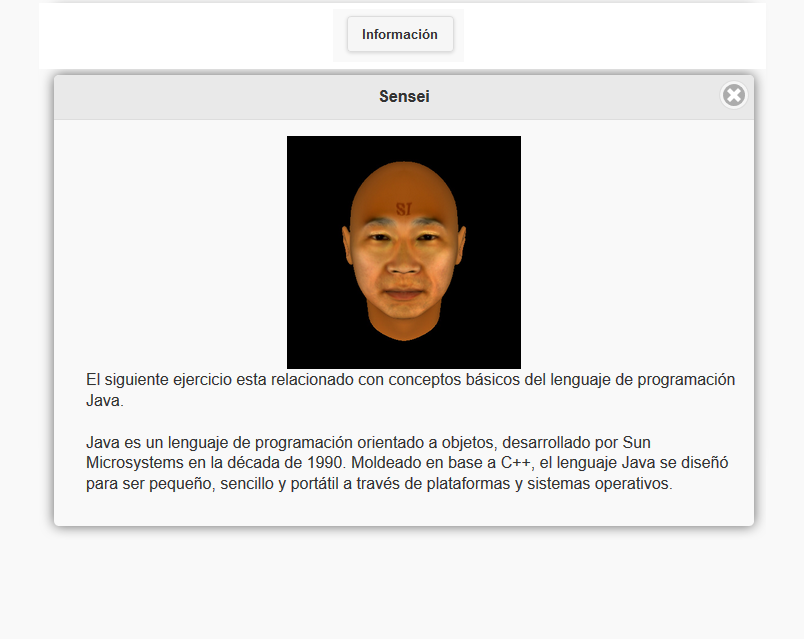 Información
Sensei
SI
El siguiente ejercicio esta relacionado con conceptos básicos del lenguaje de programación
Java.
Java es un lenguaje de programación orientado a objetos, desarrollado por Sun
Microsystems en la década de 1990. Moldeado en base a C++, el lenguaje Java se diseñó
para ser pequeño, sencillo y portátil a través de plataformas y sistemas operativos.